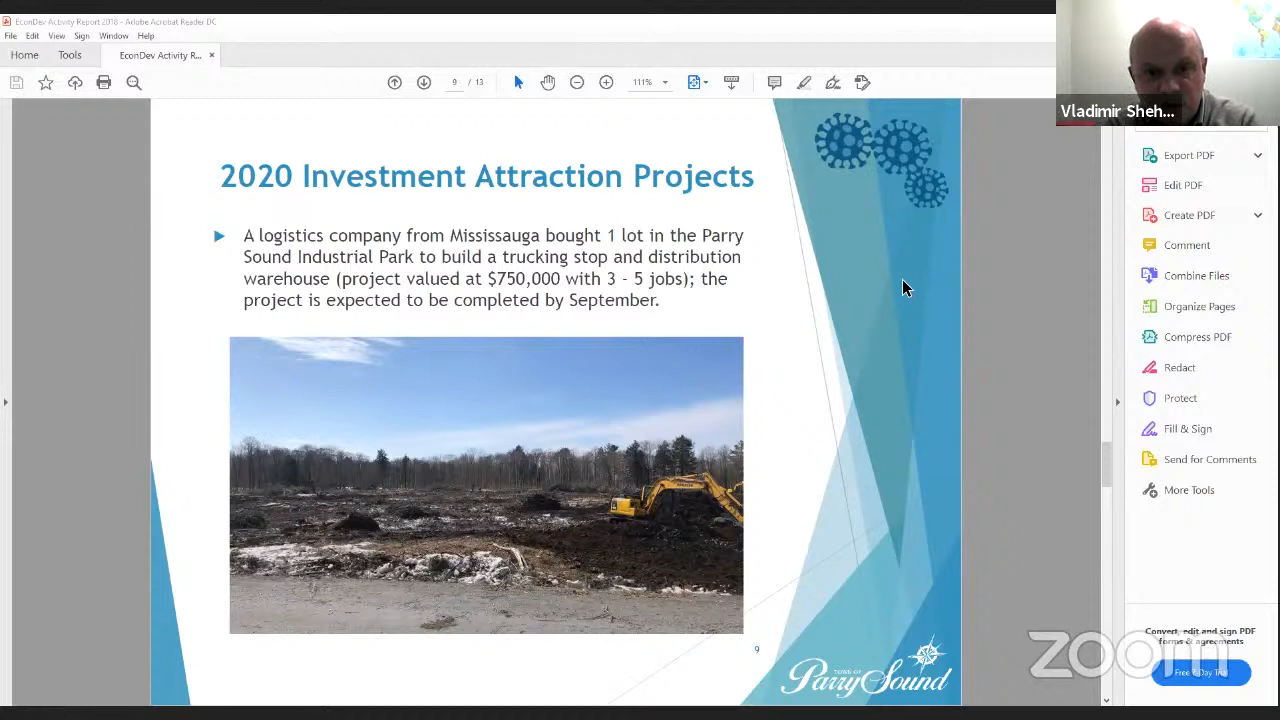 EconDev Activity Report 2018 - Adobe Acrobat Reader DC
File Edit View Sign Window Help
Home Tools EconDev Activity R... ×
9 / 13 111%
Vladimir Sheh...
2020 Investment Attraction Projects
A logistics company from Mississauga bought 1 lot in the Parry
Sound Industrial Park to build a trucking stop and distribution
warehouse (project valued at $750,000 with 3 - 5 jobs); the
project is expected to be completed by September.
9
TOWN OF
Parry Sound
Export PDF
Edit PDF
Create PDF
Comment
Combine Files
Organize Pages
Compress PDF
Redact
Protect
Fill & Sign
Send for Comments
More Tools
Convert, edit and sign PDF
forms & agreements
Free 7-Day Trial
zoom